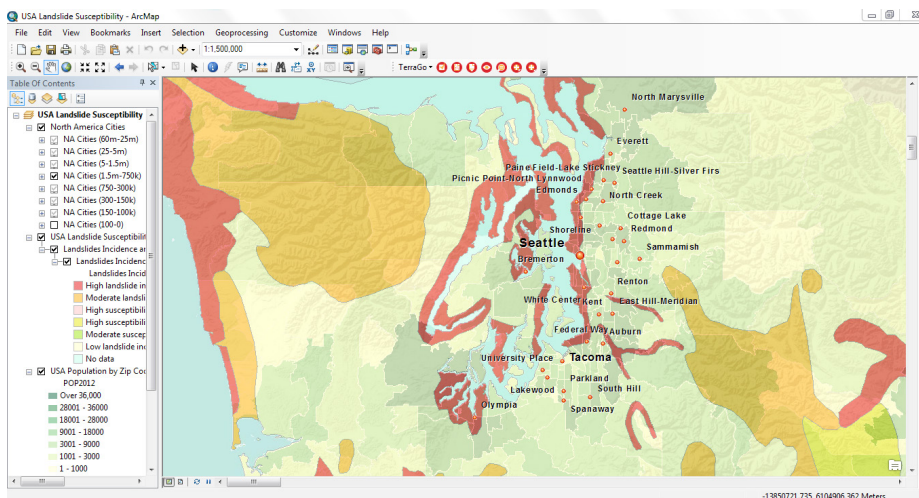 USA Landslide Susceptibility - ArcMap
File Edit View Bookmarks Insert Selection Geoprocessing Customize Windows Help
1:1,500,000
TerraGo
Table Of Contents
USA Landslide Susceptibility
North America Cities
NA Cities (60m-25m)
NA Cities (25-5m)
NA Cities (5-1.5m)
NA Cities (1.5m-750k)
NA Cities (750-300k)
NA Cities (300-150k)
NA Cities (150-100k)
NA Cities (100-0)
USA Landslide Susceptibilit
Landslides Incidence an
Landslides Incidenc
Landslides Incid
High landslide in
Moderate landsli
High susceptibili
High susceptibili
Moderate suscep
Low landslide in
No data
USA Population by Zip Co
POP2012
Over 36,000
28001 - 36000
18001 - 28000
9001 - 18000
3001 - 9000
1001 - 3000
1 - 1000
North Marysville
Everett
Paine Field-Lake Stickney
Seattle Hill-Silver Firs
Picnic Point-North Lynnwood
Edmonds
North Creek
Cottage Lake
Shoreline
Redmond
Seattle
Sammamish
Bremerton
Renton
White Center
Kent
East Hill-Meridian
Federal Way
Auburn
University Place
Tacoma
Parkland
Lakewood
South Hill
Olympia
Spanaway
-13850721.735 6104906.362 Meters